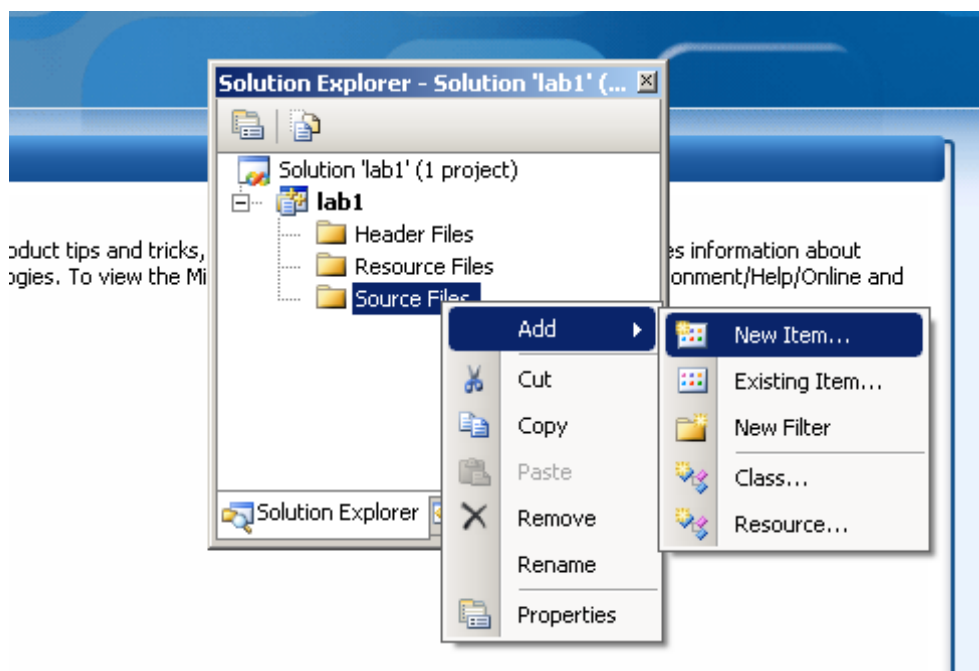 Solution Explorer - Solution 'lab1' (...
Solution 'lab1' (1 project)
lab1
Header Files
oduct tips and tricks,
es information about
Resource Files
ogies. To view the Mi
onment/Help/Online and
Source Files
Add
New Item...
Cut
Existing Item...
Copy
New Filter
Paste
Class...
Solution Explorer
Remove
Resource...
Rename
Properties